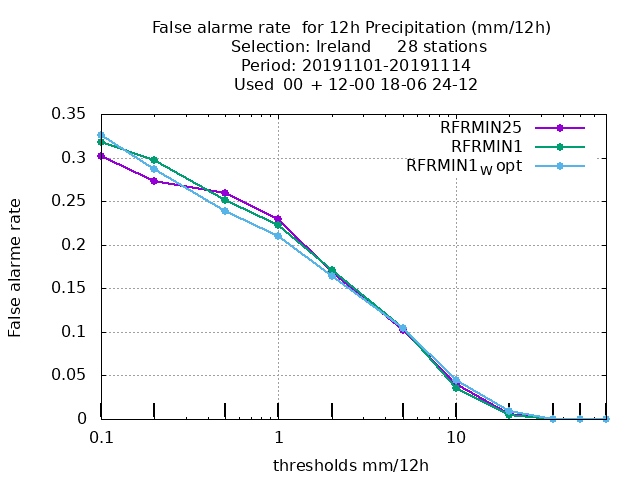 False alarme rate  for 12h Precipitation (mm/12h)
Selection: Ireland     28 stations
Period: 20191101-20191114
Used  00  + 12-00 18-06 24-12
RFRMIN25
RFRMIN1
RFRMIN1W opt
0.35
0.3
0.25
0.2
0.15
0.1
0.05
0
False alarme rate
0.1
1
10
thresholds mm/12h